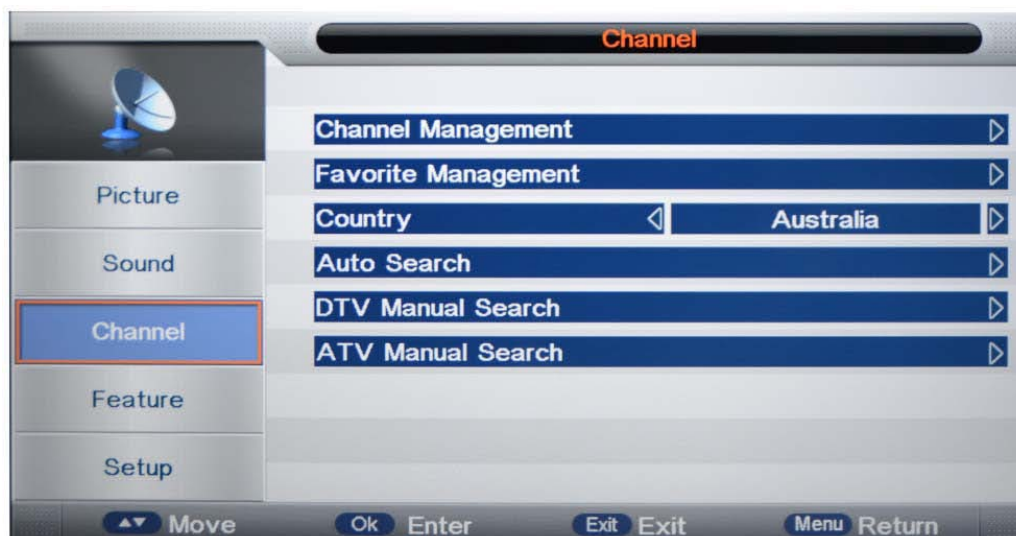 Channel
Channel Management
Favorite Management
Country Australia
Auto Search
DTV Manual Search
ATV Manual Search
Picture
Sound
Channel
Feature
Setup
Move Ok Enter Exit Exit Menu Return